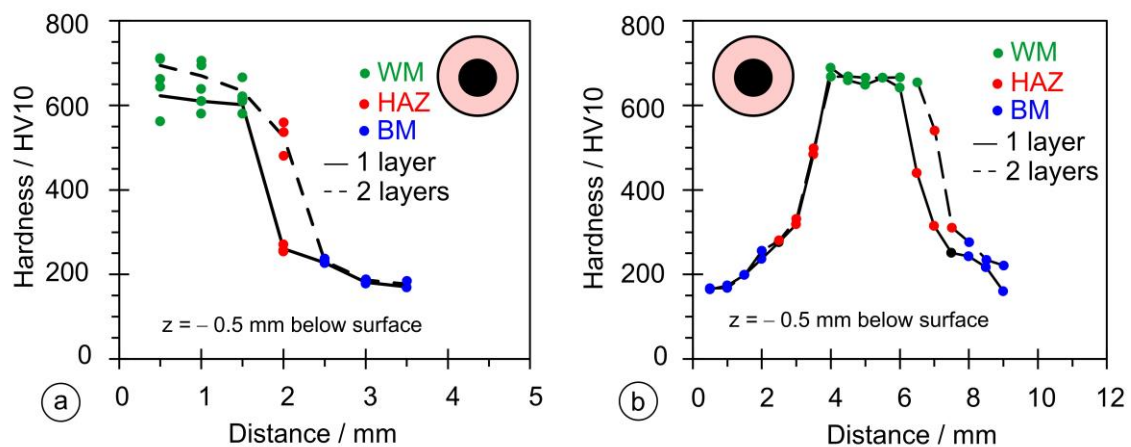 Hardness / HV10
800
600
400
200
0
WM
HAZ
BM
1 layer
2 layers
z = – 0.5 mm below surface
0 1 2 3 4 5
Distance / mm
a
Hardness / HV10
800
600
400
200
0
WM
HAZ
BM
1 layer
2 layers
z = – 0.5 mm below surface
0 2 4 6 8 10 12
Distance / mm
b